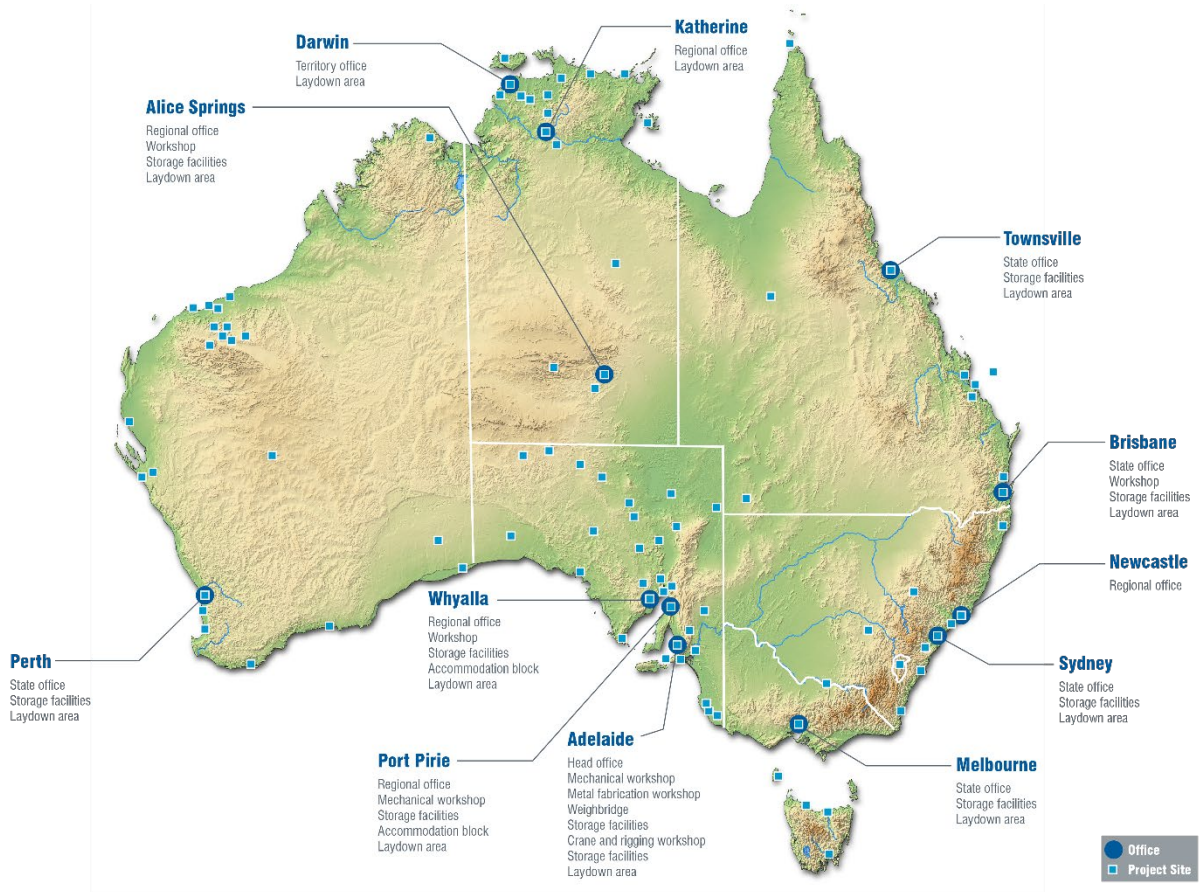 Darwin
Territory office
Laydown area
Katherine
Regional office
Laydown area
Alice Springs
Regional office
Workshop
Storage facilities
Laydown area
Townsville
State office
Storage facilities
Laydown area
Brisbane
State office
Workshop
Storage facilities
Laydown area
Newcastle
Regional office
Whyalla
Regional office
Workshop
Storage facilities
Accommodation block
Laydown area
Perth
State office
Storage facilities
Laydown area
Sydney
State office
Storage facilities
Laydown area
Port Pirie
Regional office
Mechanical workshop
Storage facilities
Accommodation block
Laydown area
Adelaide
Head office
Mechanical workshop
Metal fabrication workshop
Weighbridge
Storage facilities
Crane and rigging workshop
Storage facilities
Laydown area
Melbourne
State office
Storage facilities
Laydown area
Office
Project Site